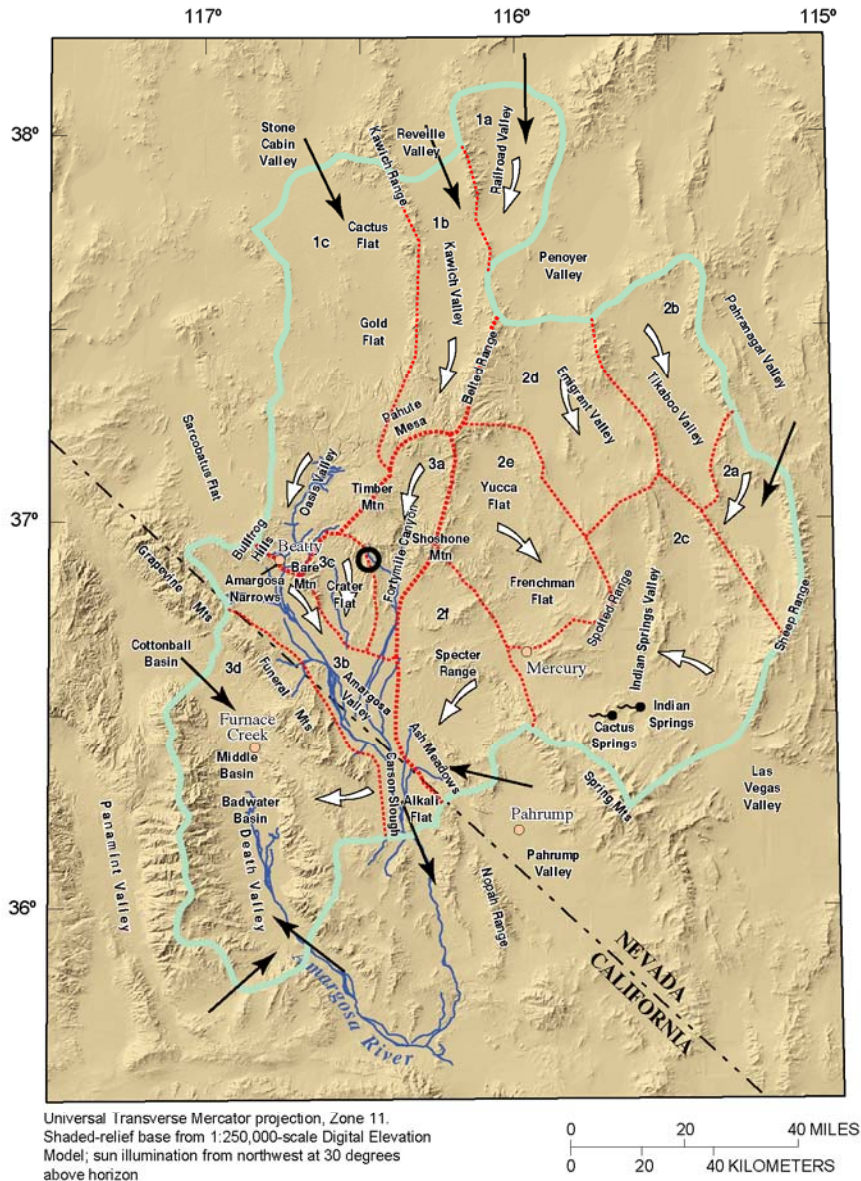 117º
116º
115º
38º
37º
36º
Stone
Cabin
Valley
Kawich Range
Reveille
Valley
1a
Railroad Valley
Cactus
Flat
1c
1b
Kawich Valley
Penoyer
Valley
Gold
Flat
Belted Range
2b
Pahranagat Valley
2d
Emigrant Valley
Tikaboo Valley
Pahute
Mesa
Sarcobatus Flat
Oasis Valley
3a
2e
2a
Timber
Mtn
Yucca
Flat
2c
Fortymile Canyon
Shoshone
Mtn
Bullfrog
Hills
Beatty
Bare
Mtn
3c
Crater
Flat
Grapevine Mts
Amargosa
Narrows
Frenchman
Flat
Spotted Range
Indian Springs Valley
Sheep Range
2f
Cottonball
Basin
3d
Funeral Mts
3b
Amargosa
Valley
Specter
Range
Mercury
Furnace
Creek
Middle
Basin
Indian
Springs
Cactus
Springs
Ash Meadows
Carson Slough
Alkali
Flat
Spring Mts
Las
Vegas
Valley
Badwater
Basin
Death Valley
Panamint Valley
Pahrump
Pahrump
Valley
Nopah Range
Amargosa River
NEVADA
CALIFORNIA
Universal Transverse Mercator projection, Zone 11.
Shaded-relief base from 1:250,000-scale Digital Elevation
Model; sun illumination from northwest at 30 degrees
above horizon
0 20 40 MILES
0 20 40 KILOMETERS